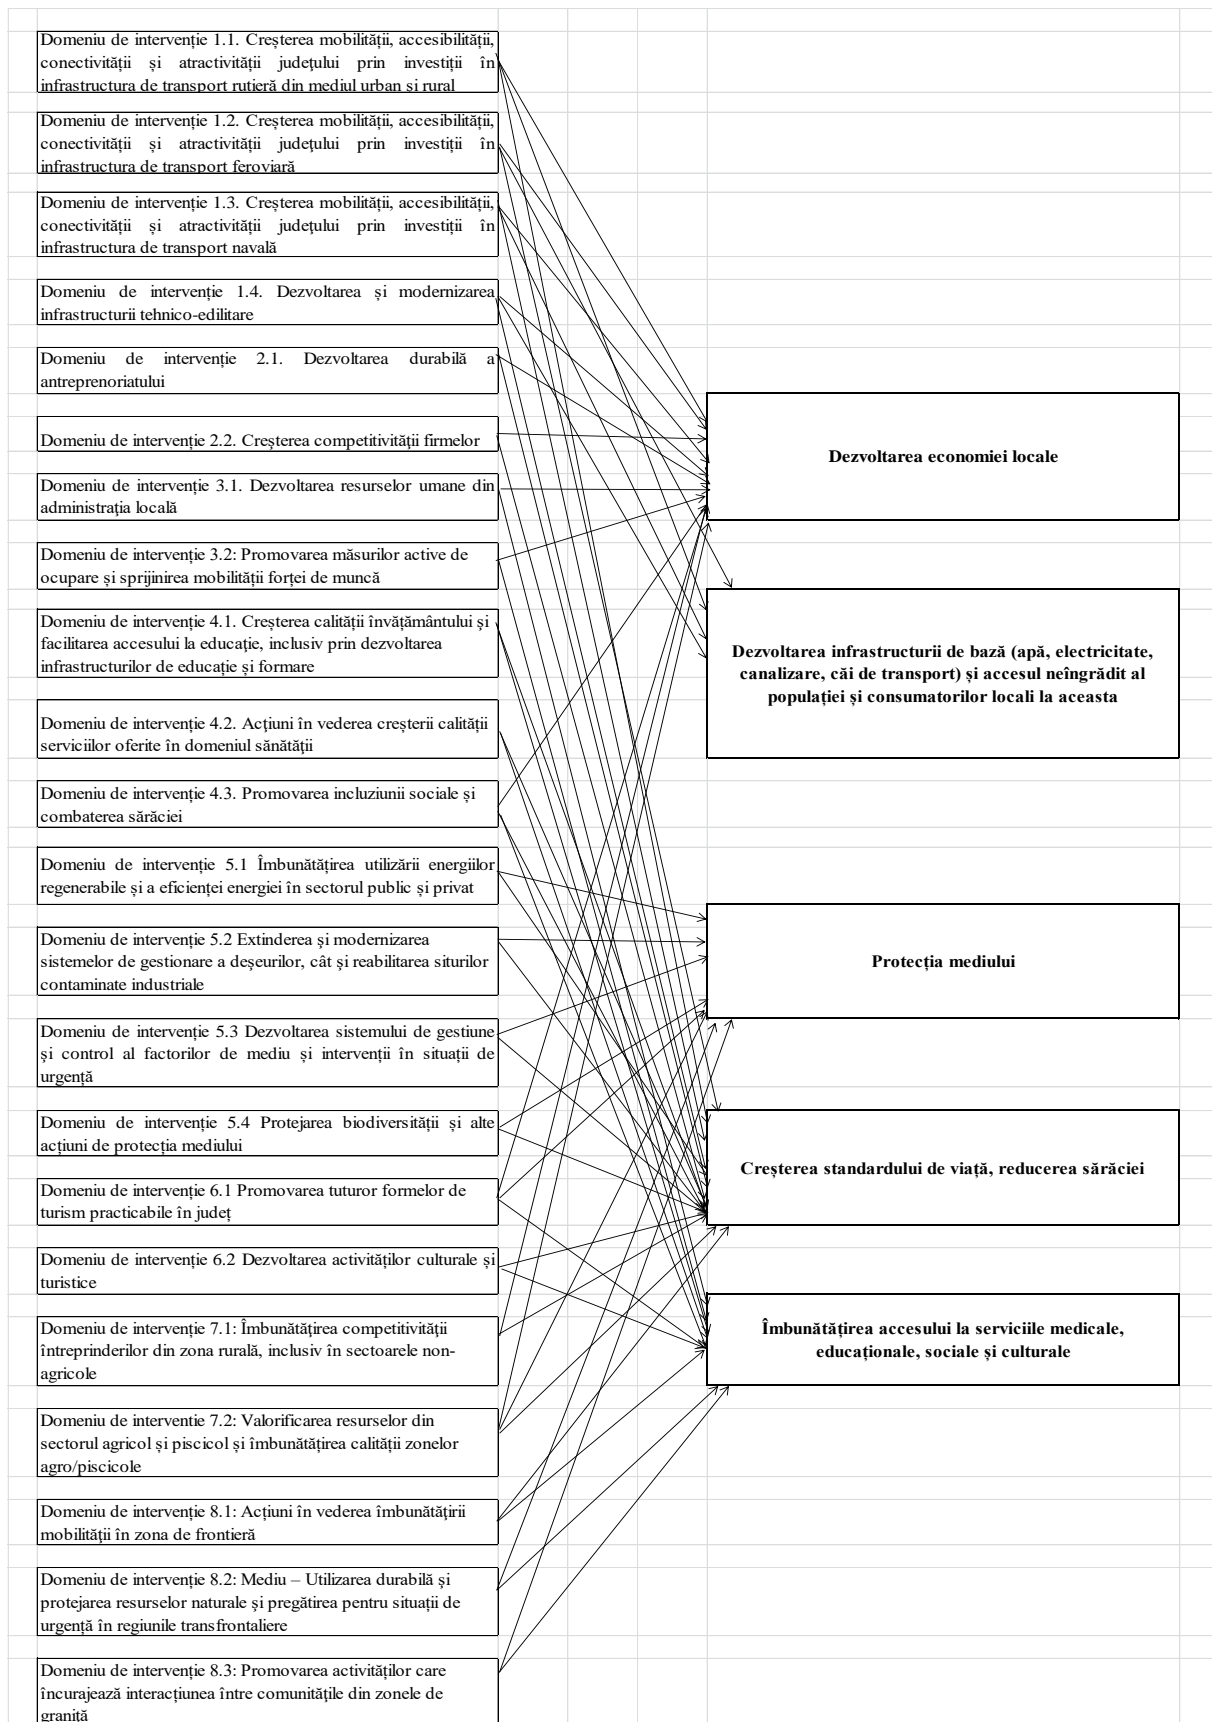 Domeniu de intervenție 1.1. Creșterea mobilității, accesibilității,
conectivității și atractivității judeţului prin investiții în
infrastructura de transport rutieră din mediul urban si rural
Domeniu de intervenție 1.2. Creșterea mobilității, accesibilității,
conectivității și atractivității judeţului prin investiții în
infrastructura de transport feroviară
Domeniu de intervenție 1.3. Creșterea mobilității, accesibilității,
conectivității și atractivității judeţului prin investiții în
infrastructura de transport navală
Domeniu de intervenție 1.4. Dezvoltarea și modernizarea
infrastructurii tehnico-edilitare
Domeniu de intervenție 2.1. Dezvoltarea durabilă a
antreprenoriatului
Domeniu de intervenție 2.2. Creşterea competitivităţii firmelor
Domeniu de intervenție 3.1. Dezvoltarea resurselor umane din
administraţia locală
Domeniu de intervenție 3.2: Promovarea măsurilor active de
ocupare și sprijinirea mobilității forței de muncă
Domeniu de intervenție 4.1. Creșterea calității învățământului şi
facilitarea accesului la educație, inclusiv prin dezvoltarea
infrastructurilor de educație și formare
Domeniu de intervenție 4.2. Acţiuni în vederea creșterii calității
serviciilor oferite în domeniul sănătății
Domeniu de intervenție 4.3. Promovarea incluziunii sociale și
combaterea sărăciei
Domeniu de intervenție 5.1 Îmbunătățirea utilizării energiilor
regenerabile și a eficienței energiei în sectorul public și privat
Domeniu de intervenție 5.2 Extinderea și modernizarea
sistemelor de gestionare a deşeurilor, cât şi reabilitarea siturilor
contaminate industriale
Domeniu de intervenție 5.3 Dezvoltarea sistemului de gestiune
şi control al factorilor de mediu și intervenții în situații de
urgență
Domeniu de intervenție 5.4 Protejarea biodiversității și alte
acțiuni de protecția mediului
Domeniu de intervenție 6.1 Promovarea tuturor formelor de
turism practicabile în județ
Domeniu de intervenție 6.2 Dezvoltarea activităților culturale și
turistice
Domeniu de intervenție 7.1: Îmbunătăţirea competitivităţii
întreprinderilor din zona rurală, inclusiv în sectoarele non-
agricole
Domeniu de interventie 7.2: Valorificarea resurselor din
sectorul agricol și piscicol și îmbunătățirea calității zonelor
agro/piscicole
Domeniu de intervenție 8.1: Acțiuni în vederea îmbunătăţirii
mobilităţii în zona de frontieră
Domeniu de intervenție 8.2: Mediu – Utilizarea durabilă și
protejarea resurselor naturale și pregătirea pentru situații de
urgență în regiunile transfrontaliere
Domeniu de intervenție 8.3: Promovarea activităților care
încurajează interacțiunea între comunitățile din zonele de
graniță
Dezvoltarea economiei locale
Dezvoltarea infrastructurii de bază (apă, electricitate,
canalizare, căi de transport) și accesul neîngrădit al
populației și consumatorilor locali la aceasta
Protecția mediului
Creșterea standardului de viață, reducerea sărăciei
Îmbunătățirea accesului la serviciile medicale,
educaționale, sociale și culturale